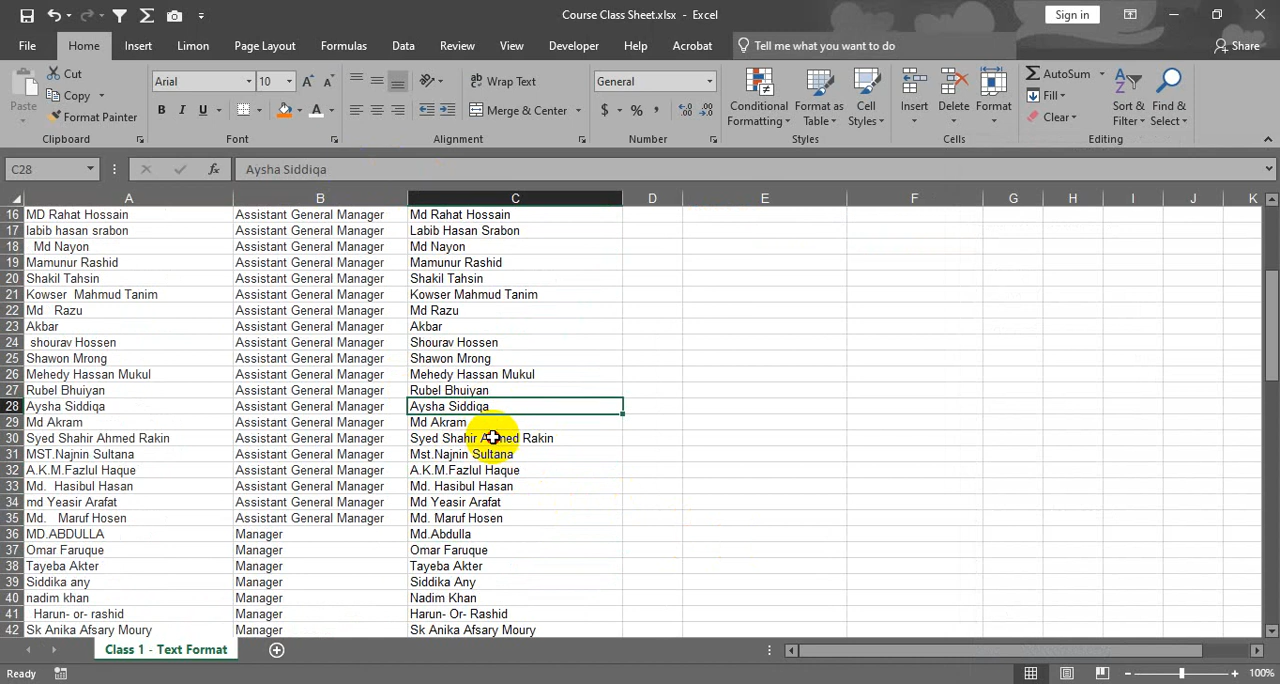 Course Class Sheet.xlsx - Excel
Sign in
File Home Insert Limon Page Layout Formulas Data Review View Developer Help Acrobat Tell me what you want to do Share
Paste
Cut
Copy
Format Painter
Clipboard
Arial 10
B I U
Font
Wrap Text
Merge & Center
Alignment
General
Number
Conditional Formatting
Format as Table
Cell Styles
Styles
Insert
Delete
Format
Cells
AutoSum
Fill
Clear
Sort & Filter
Find & Select
Editing
C28 fx Aysha Siddiqa
A B C D E F G H I J K
16 MD Rahat Hossain Assistant General Manager Md Rahat Hossain
17 labib hasan srabon Assistant General Manager Labib Hasan Srabon
18 Md Nayon Assistant General Manager Md Nayon
19 Mamunur Rashid Assistant General Manager Mamunur Rashid
20 Shakil Tahsin Assistant General Manager Shakil Tahsin
21 Kowser Mahmud Tanim Assistant General Manager Kowser Mahmud Tanim
22 Md Razu Assistant General Manager Md Razu
23 Akbar Assistant General Manager Akbar
24 shourav Hossen Assistant General Manager Shourav Hossen
25 Shawon Mrong Assistant General Manager Shawon Mrong
26 Mehedy Hassan Mukul Assistant General Manager Mehedy Hassan Mukul
27 Rubel Bhuiyan Assistant General Manager Rubel Bhuiyan
28 Aysha Siddiqa Assistant General Manager Aysha Siddiqa
29 Md Akram Assistant General Manager Md Akram
30 Syed Shahir Ahmed Rakin Assistant General Manager Syed Shahir Ahmed Rakin
31 MST.Najnin Sultana Assistant General Manager Mst.Najnin Sultana
32 A.K.M.Fazlul Haque Assistant General Manager A.K.M.Fazlul Haque
33 Md. Hasibul Hasan Assistant General Manager Md. Hasibul Hasan
34 md Yeasir Arafat Assistant General Manager Md Yeasir Arafat
35 Md. Maruf Hosen Assistant General Manager Md. Maruf Hosen
36 MD.ABDULLA Manager Md.Abdulla
37 Omar Faruque Manager Omar Faruque
38 Tayeba Akter Manager Tayeba Akter
39 Siddika any Manager Siddika Any
40 nadim khan Manager Nadim Khan
41 Harun- or- rashid Manager Harun- Or- Rashid
42 Sk Anika Afsary Moury Manager Sk Anika Afsary Moury
Class 1 - Text Format
Ready 100%